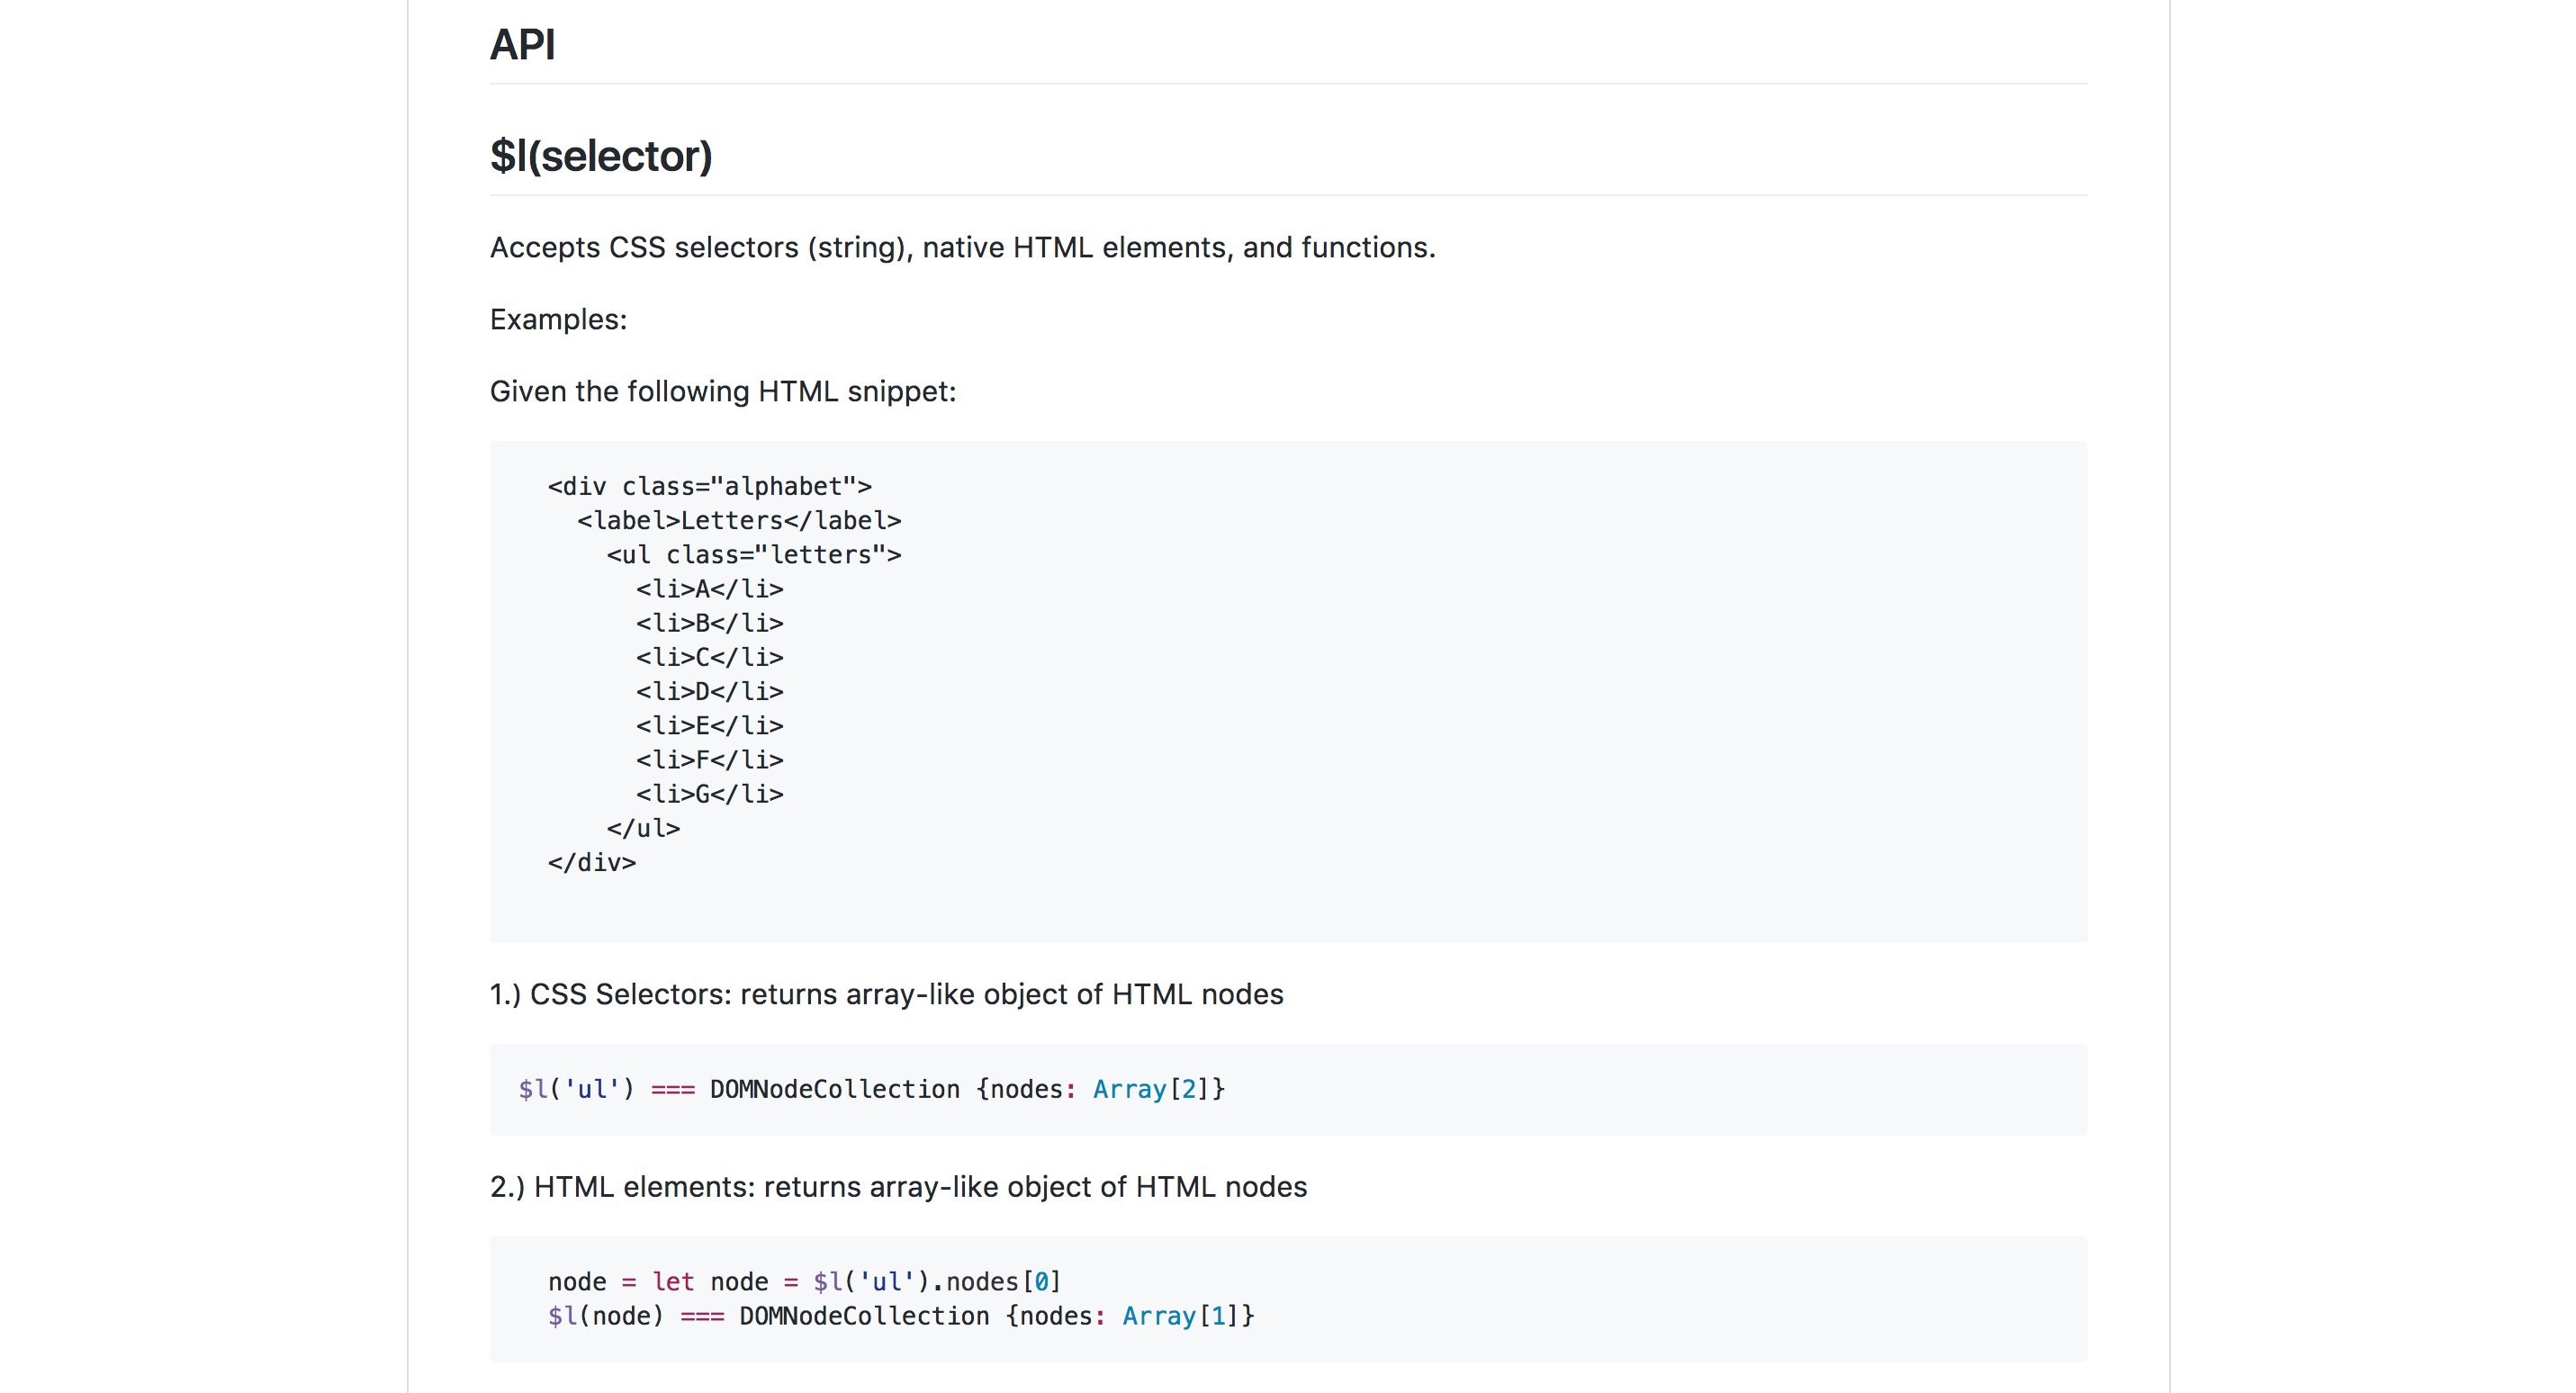 API
$l(selector)
Accepts CSS selectors (string), native HTML elements, and functions.
Examples:
Given the following HTML snippet:
<div class="alphabet">
<label>Letters</label>
<ul class="letters">
<li>A</li>
<li>B</li>
<li>C</li>
<li>D</li>
<li>E</li>
<li>F</li>
<li>G</li>
</ul>
</div>
1.) CSS Selectors: returns array-like object of HTML nodes
$l('ul') === DOMNodeCollection {nodes: Array[2]}
2.) HTML elements: returns array-like object of HTML nodes
node = let node = $l('ul').nodes[0]
$l(node) === DOMNodeCollection {nodes: Array[1]}